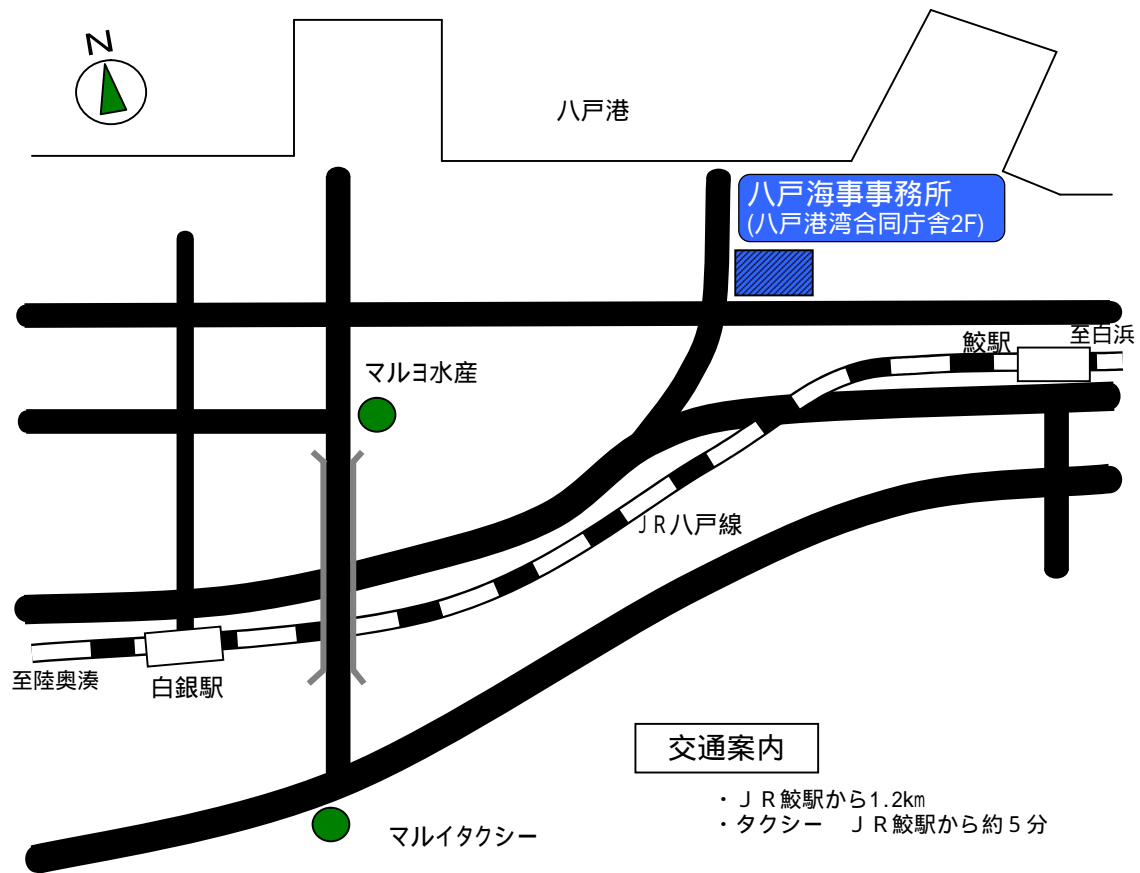 N
八戸港
八戸海事事務所
(八戸港湾合同庁舎2F)
至白浜
鮫駅
マルヨ水産
ＪＲ八戸線
至陸奥湊
白銀駅
交通案内
・ＪＲ鮫駅から1.2km
・タクシー　ＪＲ鮫駅から約５分
マルイタクシー